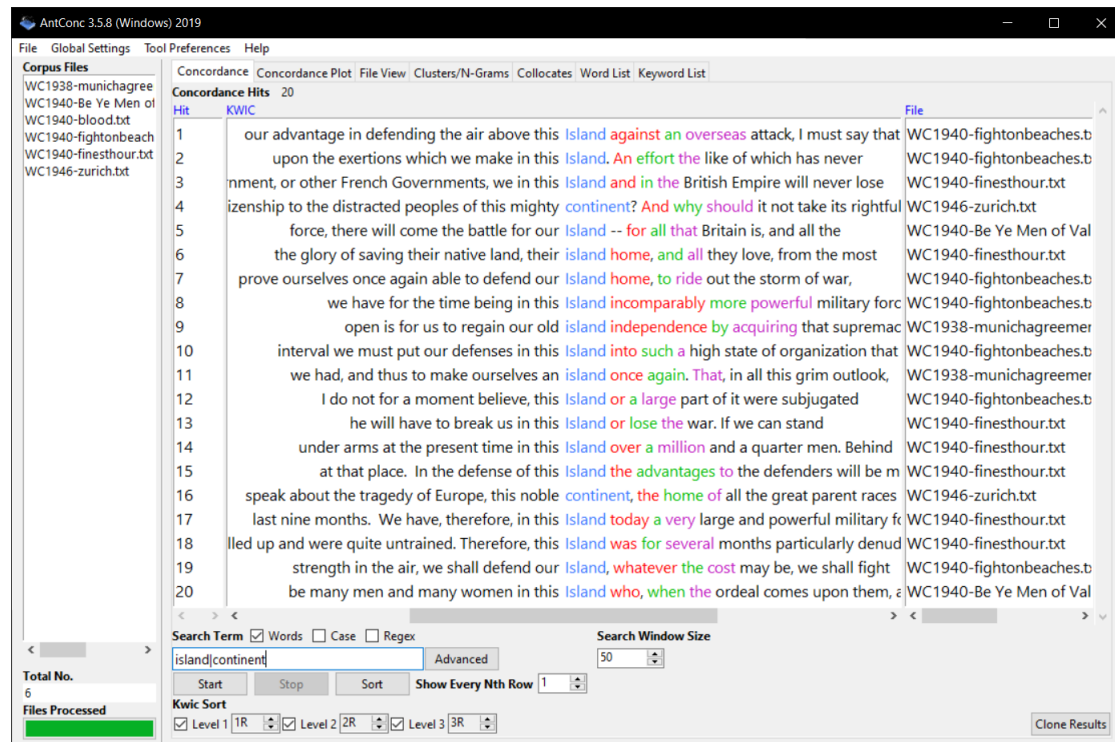 AntConc 3.5.8 (Windows) 2019
File Global Settings Tool Preferences Help
Corpus Files
WC1938-munichagree
WC1940-Be Ye Men of
WC1940-blood.txt
WC1940-fightonbeach
WC1940-finesthour.txt
WC1946-zurich.txt
Total No.
6
Files Processed
Concordance Concordance Plot File View Clusters/N-Grams Collocates Word List Keyword List
Concordance Hits 20
Hit KWIC File
1 our advantage in defending the air above this Island against an overseas attack, I must say that WC1940-fightonbeaches.t
2 upon the exertions which we make in this Island. An effort the like of which has never WC1940-fightonbeaches.t
3 nment, or other French Governments, we in this Island and in the British Empire will never lose WC1940-finesthour.txt
4 izenship to the distracted peoples of this mighty continent? And why should it not take its rightful WC1946-zurich.txt
5 force, there will come the battle for our Island -- for all that Britain is, and all the WC1940-Be Ye Men of Val
6 the glory of saving their native land, their island home, and all they love, from the most WC1940-fightonbeaches.t
7 prove ourselves once again able to defend our Island home, to ride out the storm of war, WC1940-fightonbeaches.t
8 we have for the time being in this Island incomparably more powerful military forc WC1940-fightonbeaches.t
9 open is for us to regain our old island independence by acquiring that supremac WC1938-munichagreemer
10 interval we must put our defenses in this Island into such a high state of organization that WC1940-fightonbeaches.t
11 we had, and thus to make ourselves an island once again. That, in all this grim outlook, WC1938-munichagreemer
12 I do not for a moment believe, this Island or a large part of it were subjugated WC1940-fightonbeaches.t
13 he will have to break us in this Island or lose the war. If we can stand WC1940-finesthour.txt
14 under arms at the present time in this Island over a million and a quarter men. Behind WC1940-finesthour.txt
15 at that place. In the defense of this Island the advantages to the defenders will be m WC1940-finesthour.txt
16 speak about the tragedy of Europe, this noble continent, the home of all the great parent races WC1946-zurich.txt
17 last nine months. We have, therefore, in this Island today a very large and powerful military fo WC1940-finesthour.txt
18 lled up and were quite untrained. Therefore, this Island was for several months particularly denud WC1940-finesthour.txt
19 strength in the air, we shall defend our Island, whatever the cost may be, we shall fight WC1940-fightonbeaches.t
20 be many men and many women in this Island who, when the ordeal comes upon them, a WC1940-Be Ye Men of Val
Search Term Words Case Regex Search Window Size
island|continent Advanced 50
Start Stop Sort Show Every Nth Row 1
Kwic Sort
Level 1 1R Level 2 2R Level 3 3R Clone Results